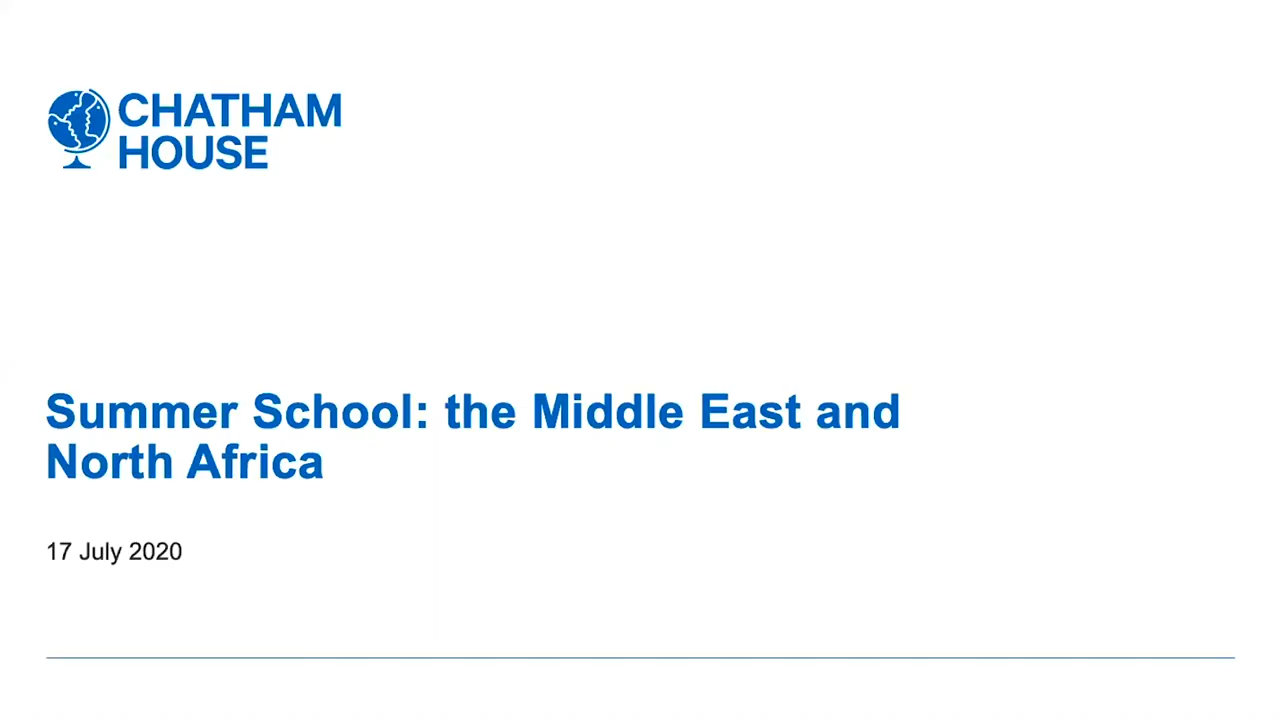 CHATHAM
HOUSE
Summer School: the Middle East and
North Africa
17 July 2020